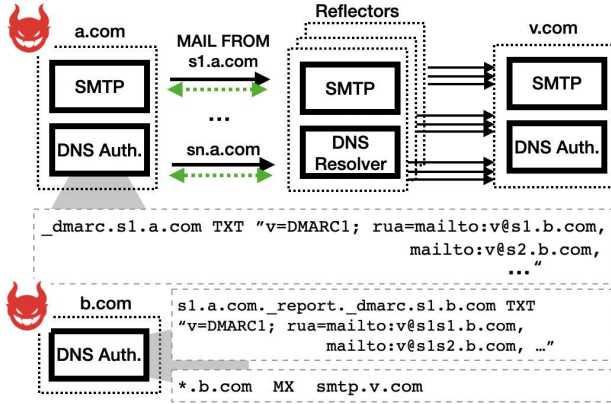 a.com
SMTP
DNS Auth.
MAIL FROM
s1.a.com
...
sn.a.com
Reflectors
SMTP
DNS
Resolver
v.com
SMTP
DNS Auth.
_dmarc.s1.a.com TXT ”v=DMARC1; rua=mailto:v@s1.b.com,
mailto:v@s2.b.com,
...“
b.com
DNS Auth.
s1.a.com._report._dmarc.s1.b.com TXT
“v=DMARC1; rua=mailto:v@s1s1.b.com,
mailto:v@s1s2.b.com, …”
*.b.com MX smtp.v.com